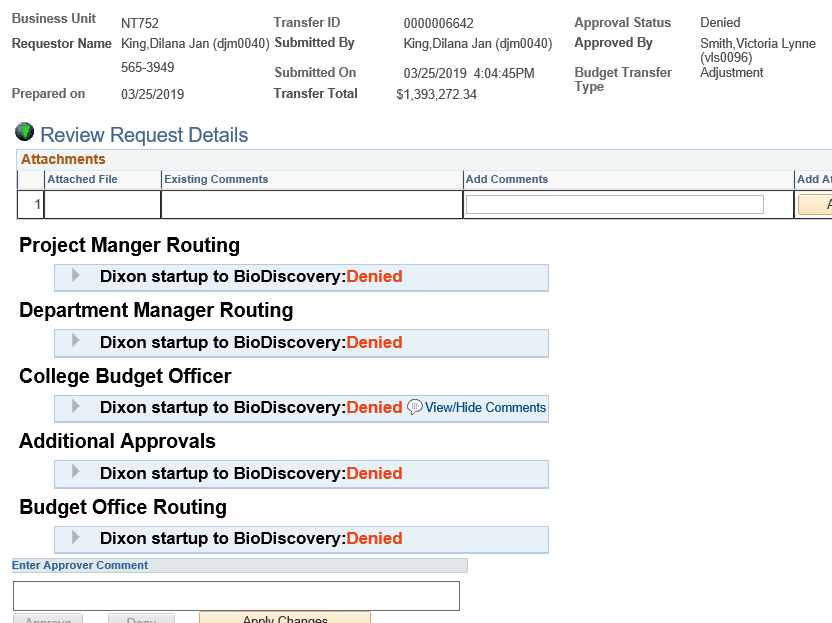 Business Unit NT752 Transfer ID 0000006642 Approval Status Denied
Requestor Name King,Dilana Jan (djm0040) Submitted By King,Dilana Jan (djm0040) Approved By Smith,Victoria Lynne (vls0096)
565-3949 Submitted On 03/25/2019 4:04:45PM Budget Transfer Type Adjustment
Prepared on 03/25/2019 Transfer Total $1,393,272.34
Review Request Details
Attachments
Attached File Existing Comments Add Comments Add At
1 A
Project Manger Routing
Dixon startup to BioDiscovery:Denied
Department Manager Routing
Dixon startup to BioDiscovery:Denied
College Budget Officer
Dixon startup to BioDiscovery:Denied View/Hide Comments
Additional Approvals
Dixon startup to BioDiscovery:Denied
Budget Office Routing
Dixon startup to BioDiscovery:Denied
Enter Approver Comment
Approve Deny Apply Changes